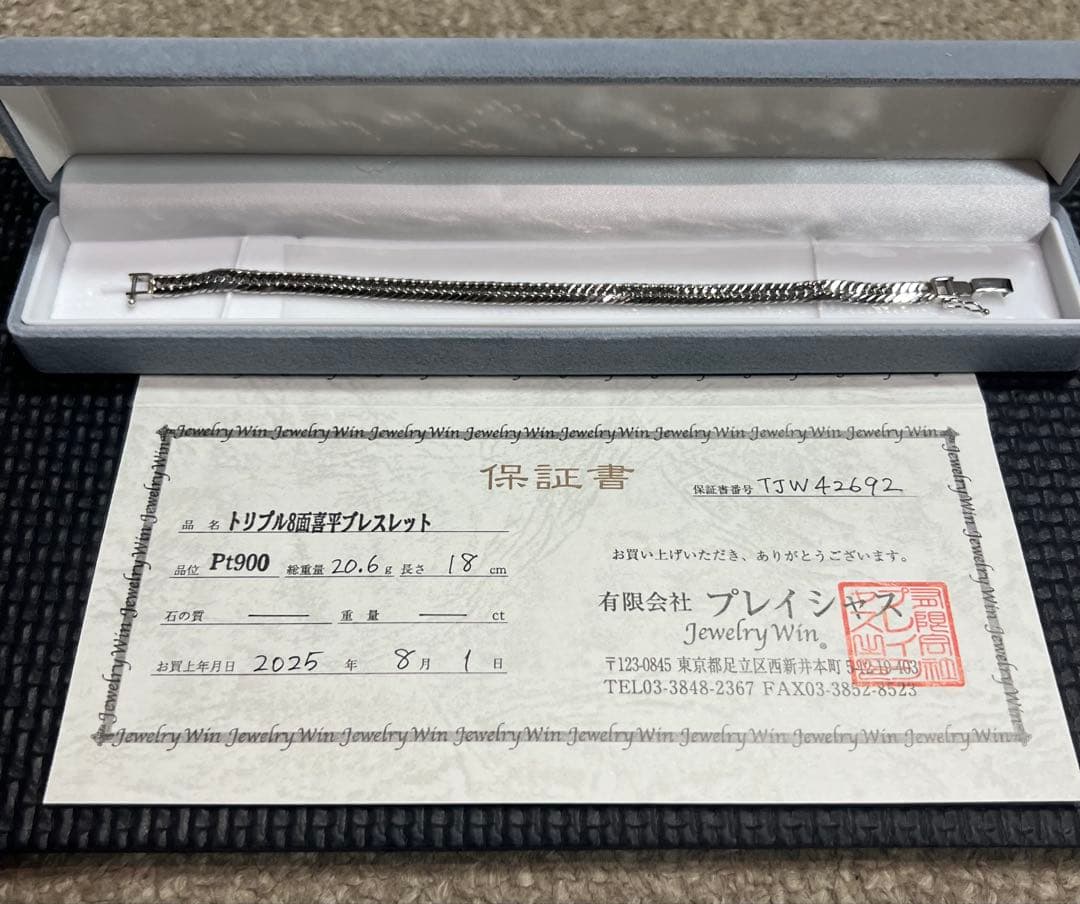 Jewelry Win Jewelry Win Jewelry Win Jewelry Win Jewelry Win Jewelry Win Jewelry Win Jewelry Win
保証書
保証書番号 TJW42692
品名 トリプル8面喜平ブレスレット
品位 Pt900 総重量 20.6g 長さ 18cm
石の質 ── 重量 ── ct
お買上年月日 2025年 8月 1日
お買い上げいただき、ありがとうございます。
有限会社 プレイシャス
Jewelry Win®
〒123-0845 東京都足立区西新井本町
TEL03-3848-2367 FAX03-3852-8523
Jewelry Win Jewelry Win Jewelry Win Jewelry Win Jewelry Win Jewelry Win Jewelry Win Jewelry Win